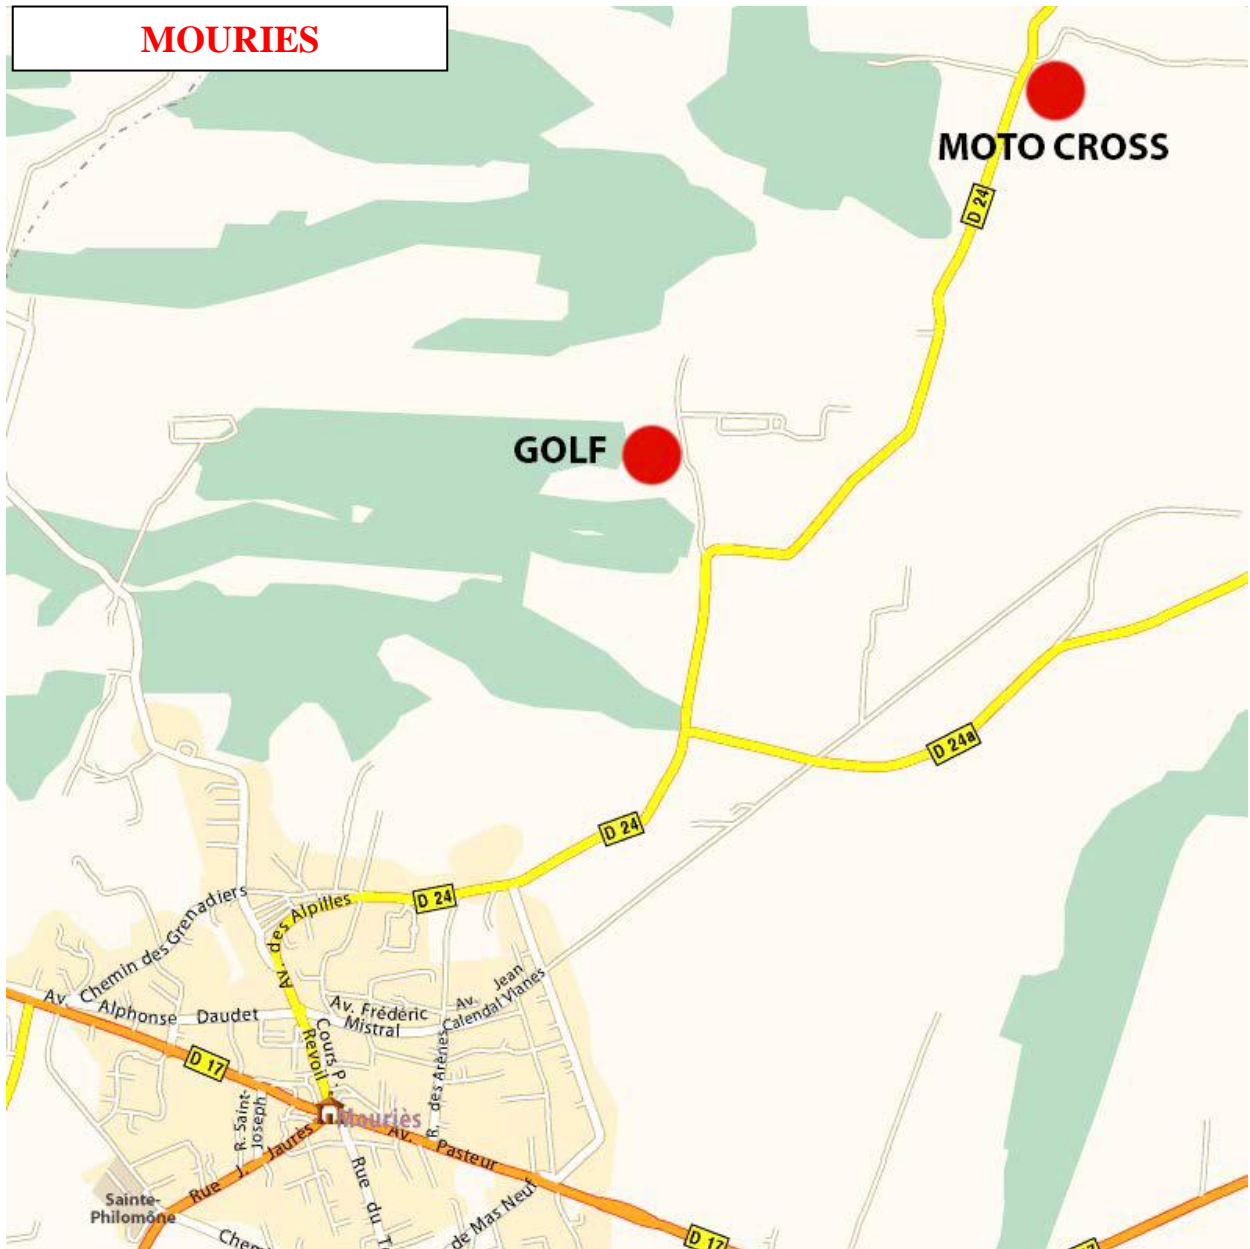 MOURIES
MOTO CROSS
D 24
GOLF
D 24a
D 24
D 24
Av. des Alpilles
Chemin des Grenadiers
Av. Alphonse Daudet
Av. Frédéric
Mistral
Av. Jean
Calendal Vianes
Cours P.
Revoil
R. des Arènes
D 17
R. Saint-
Joseph
Mouriès
Av. Pasteur
Rue J. Jaurès
Rue du
Sainte-
Philomône
de Mas Neuf
D 17